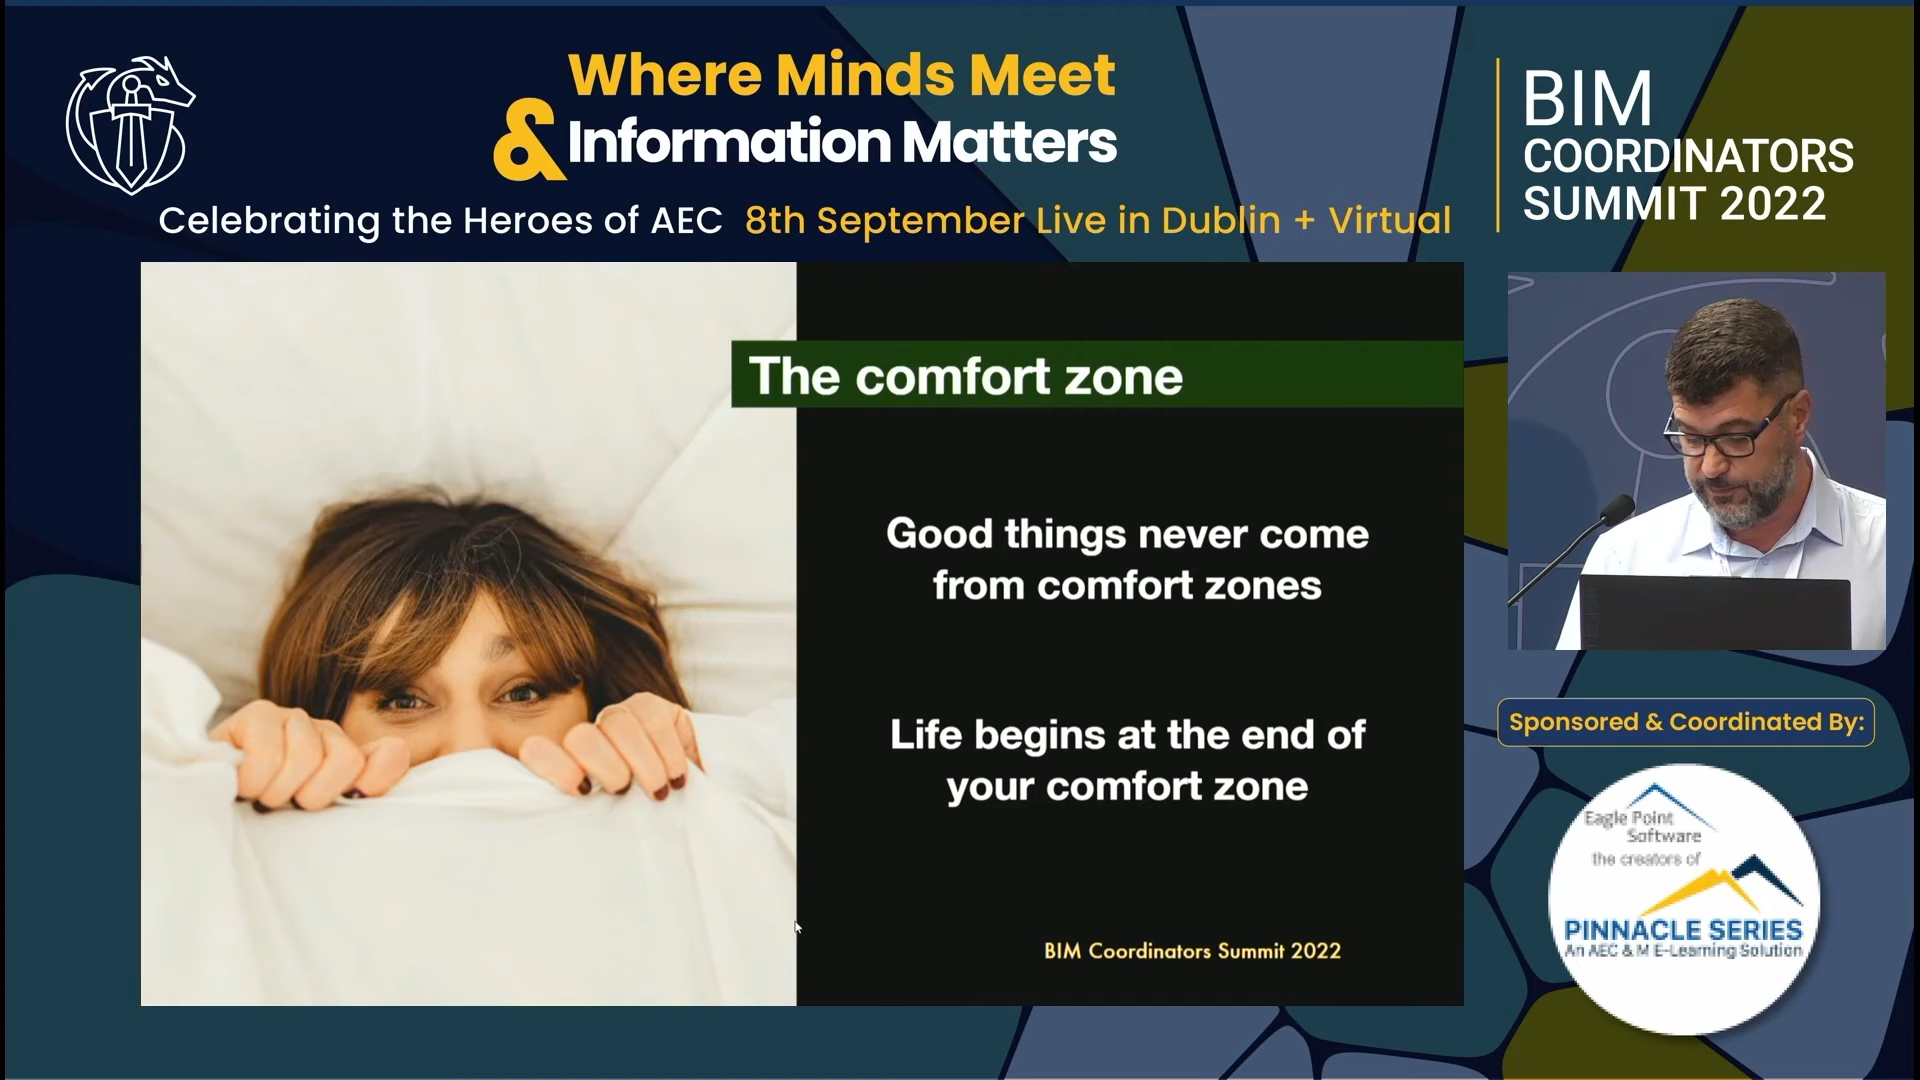 Where Minds Meet
& Information Matters
Celebrating the Heroes of AEC 8th September Live in Dublin + Virtual
BIM
COORDINATORS
SUMMIT 2022
The comfort zone
Good things never come
from comfort zones
Life begins at the end of
your comfort zone
BIM Coordinators Summit 2022
Sponsored & Coordinated By:
Eagle Point
Software
the creators of
PINNACLE SERIES
An AEC & M E-Learning Solution